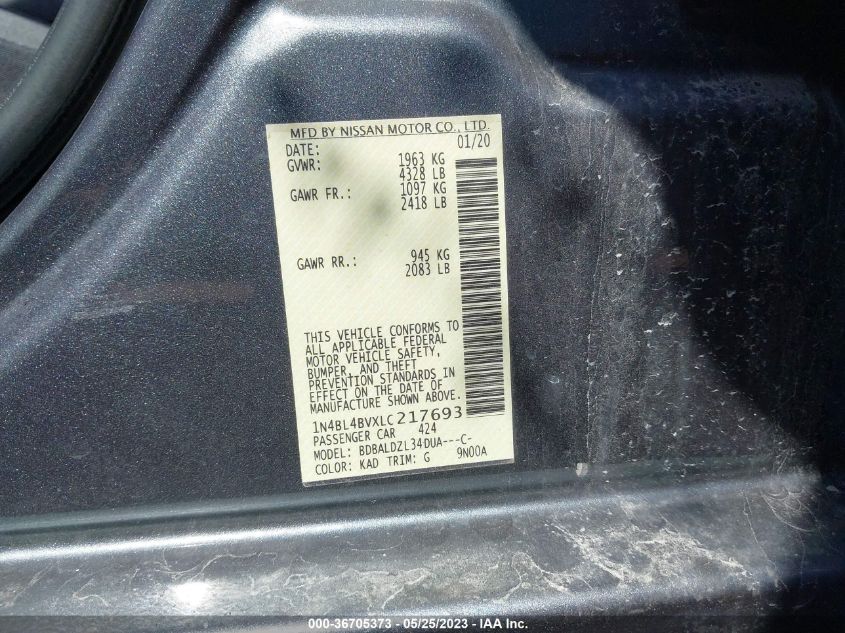 MFD BY NISSAN MOTOR CO., LTD.
DATE: 01/20
GVWR: 1963 KG
4328 LB
GAWR FR.: 1097 KG
2418 LB
GAWR RR.: 945 KG
2083 LB
THIS VEHICLE CONFORMS TO
ALL APPLICABLE FEDERAL
MOTOR VEHICLE SAFETY,
BUMPER, AND THEFT
PREVENTION STANDARDS IN
EFFECT ON THE DATE OF
MANUFACTURE SHOWN ABOVE.
1N4BL4BVXLC217693
PASSENGER CAR 424
MODEL: BDBALDZL34DUA---C-
COLOR: KAD TRIM: G 9N00A
000-36705373 - 05/25/2023 - IAA Inc.